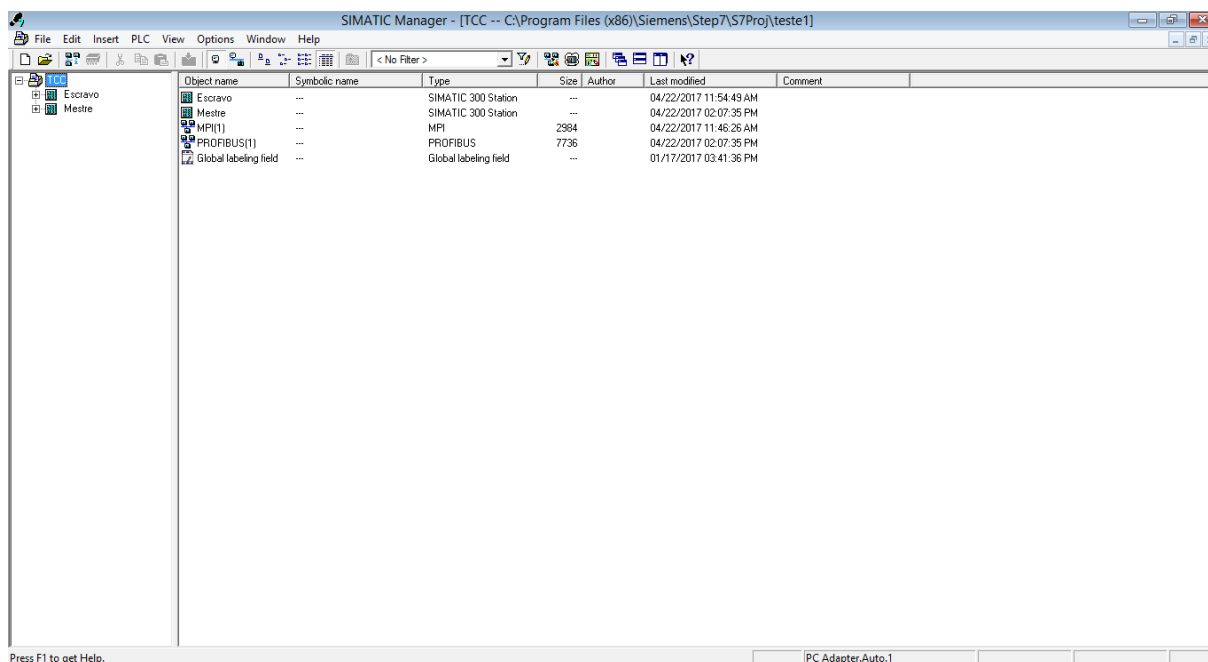 SIMATIC Manager - [TCC -- C:\Program Files (x86)\Siemens\Step7\S7Proj\teste1]
File Edit Insert PLC View Options Window Help
< No Filter >
TCC
Escravo
Mestre
Object name Symbolic name Type Size Author Last modified Comment
Escravo --- SIMATIC 300 Station --- 04/22/2017 11:54:49 AM
Mestre --- SIMATIC 300 Station --- 04/22/2017 02:07:35 PM
MPI(1) --- MPI 2984 04/22/2017 11:46:26 AM
PROFIBUS(1) --- PROFIBUS 7736 04/22/2017 02:07:35 PM
Global labeling field --- Global labeling field --- 01/17/2017 03:41:36 PM
Press F1 to get Help. PC Adapter.Auto.1